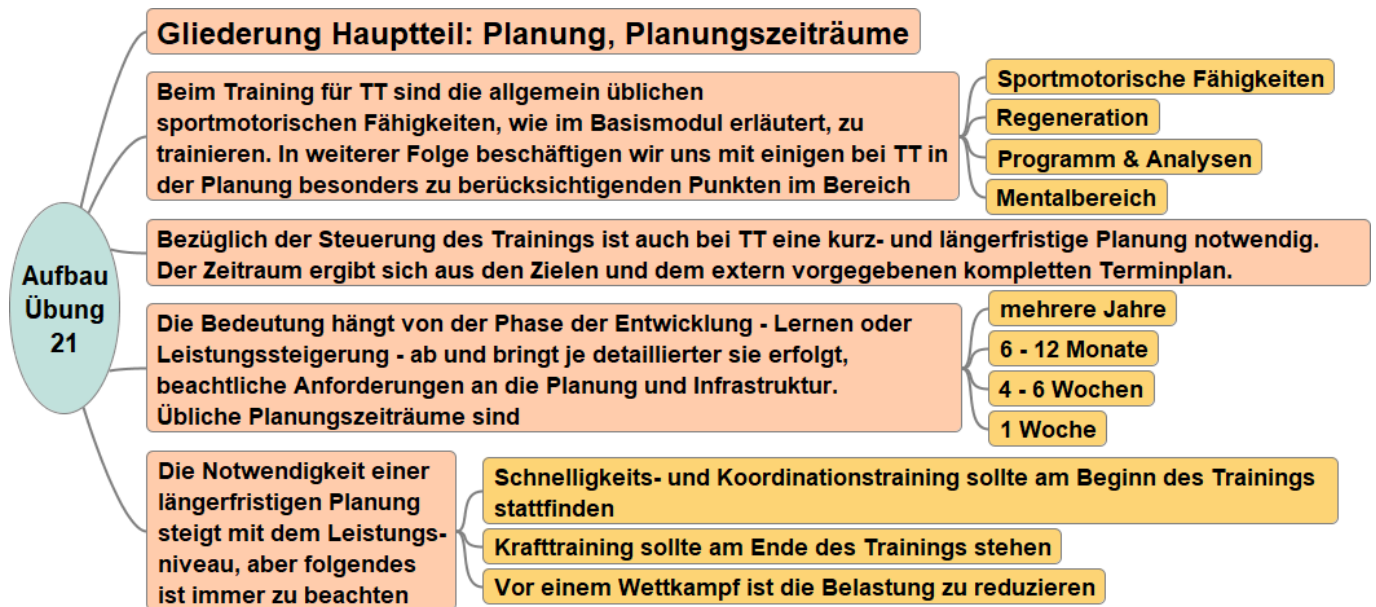 Gliederung Hauptteil: Planung, Planungszeiträume
Beim Training für TT sind die allgemein üblichen
sportmotorischen Fähigkeiten, wie im Basismodul erläutert, zu
trainieren. In weiterer Folge beschäftigen wir uns mit einigen bei TT in
der Planung besonders zu berücksichtigenden Punkten im Bereich
Sportmotorische Fähigkeiten
Regeneration
Programm & Analysen
Mentalbereich
Bezüglich der Steuerung des Trainings ist auch bei TT eine kurz- und längerfristige Planung notwendig.
Der Zeitraum ergibt sich aus den Zielen und dem extern vorgegebenen kompletten Terminplan.
Aufbau
Übung
21
Die Bedeutung hängt von der Phase der Entwicklung - Lernen oder
Leistungssteigerung - ab und bringt je detaillierter sie erfolgt,
beachtliche Anforderungen an die Planung und Infrastruktur.
Übliche Planungszeiträume sind
mehrere Jahre
6 - 12 Monate
4 - 6 Wochen
1 Woche
Die Notwendigkeit einer
längerfristigen Planung
steigt mit dem Leistungs-
niveau, aber folgendes
ist immer zu beachten
Schnelligkeits- und Koordinationstraining sollte am Beginn des Trainings
stattfinden
Krafttraining sollte am Ende des Trainings stehen
Vor einem Wettkampf ist die Belastung zu reduzieren